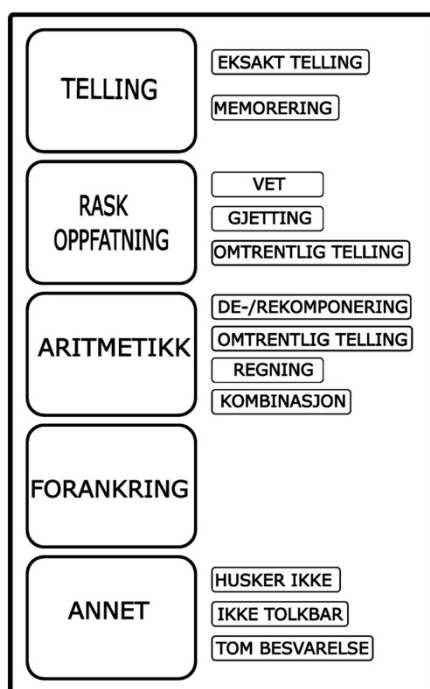 TELLING
EKSAKT TELLING
MEMORERING
RASK
OPPFATNING
VET
GJETTING
OMTRENTLIG TELLING
ARITMETIKK
DE-/REKOMPONERING
OMTRENTLIG TELLING
REGNING
KOMBINASJON
FORANKRING
ANNET
HUSKER IKKE
IKKE TOLKBAR
TOM BESVARELSE